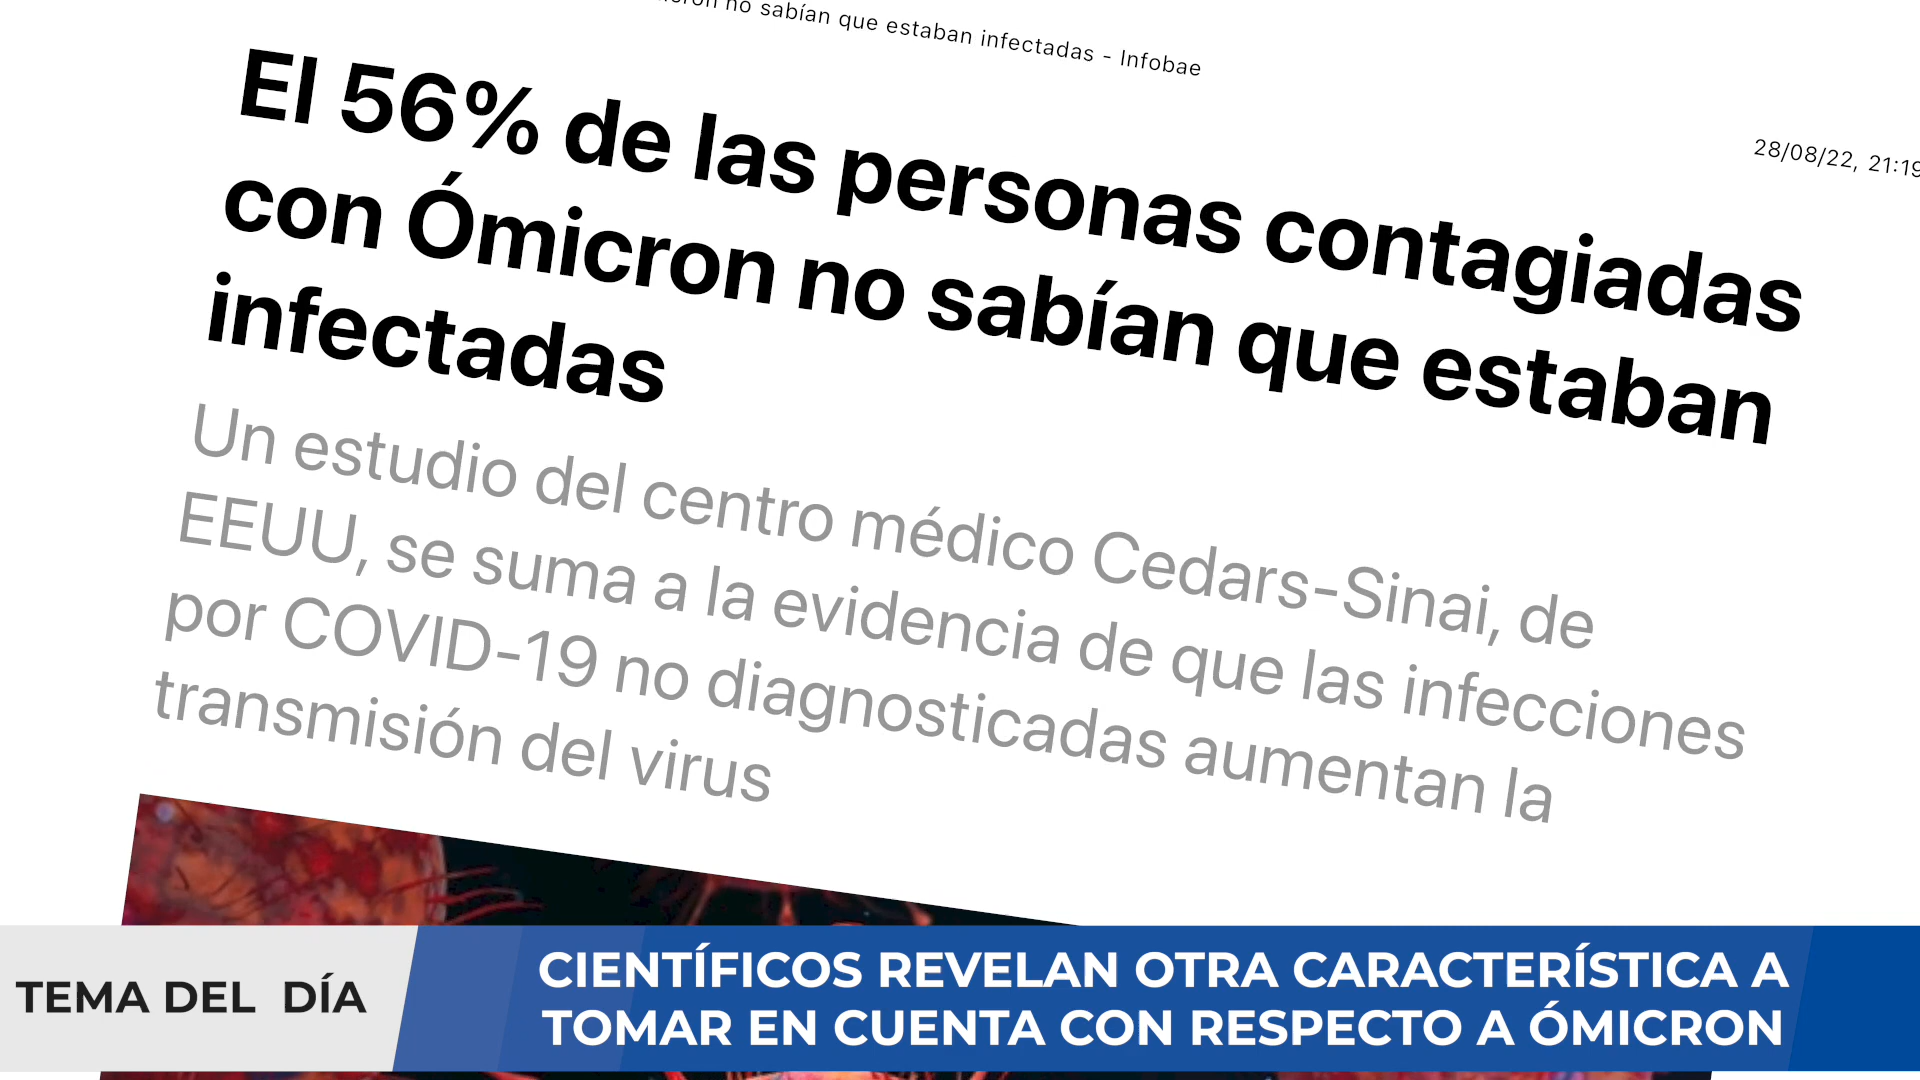 no sabían que estaban infectadas - Infobae
28/08/22, 21:19
El 56% de las personas contagiadas
con Ómicron no sabían que estaban
infectadas
Un estudio del centro médico Cedars-Sinai, de
EEUU, se suma a la evidencia de que las infecciones
por COVID-19 no diagnosticadas aumentan la
transmisión del virus
TEMA DEL DÍA
CIENTÍFICOS REVELAN OTRA CARACTERÍSTICA A
TOMAR EN CUENTA CON RESPECTO A ÓMICRON